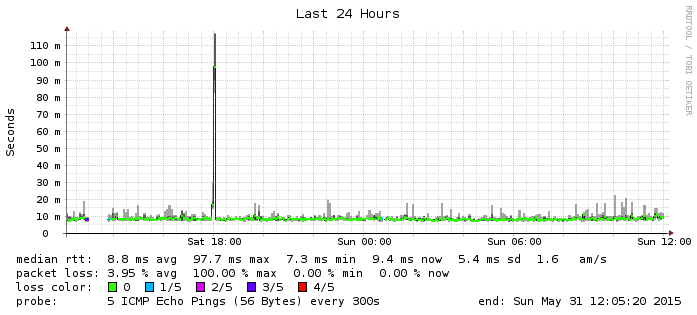 Last 24 Hours
RRDTOOL / TOBI OETIKER
Seconds
110 m
100 m
90 m
80 m
70 m
60 m
50 m
40 m
30 m
20 m
10 m
0
Sat 18:00 Sun 00:00 Sun 06:00 Sun 12:00
median rtt: 8.8 ms avg 97.7 ms max 7.3 ms min 9.4 ms now 5.4 ms sd 1.6 am/s
packet loss: 3.95 % avg 100.00 % max 0.00 % min 0.00 % now
loss color: 0 1/5 2/5 3/5 4/5
probe: 5 ICMP Echo Pings (56 Bytes) every 300s end: Sun May 31 12:05:20 2015